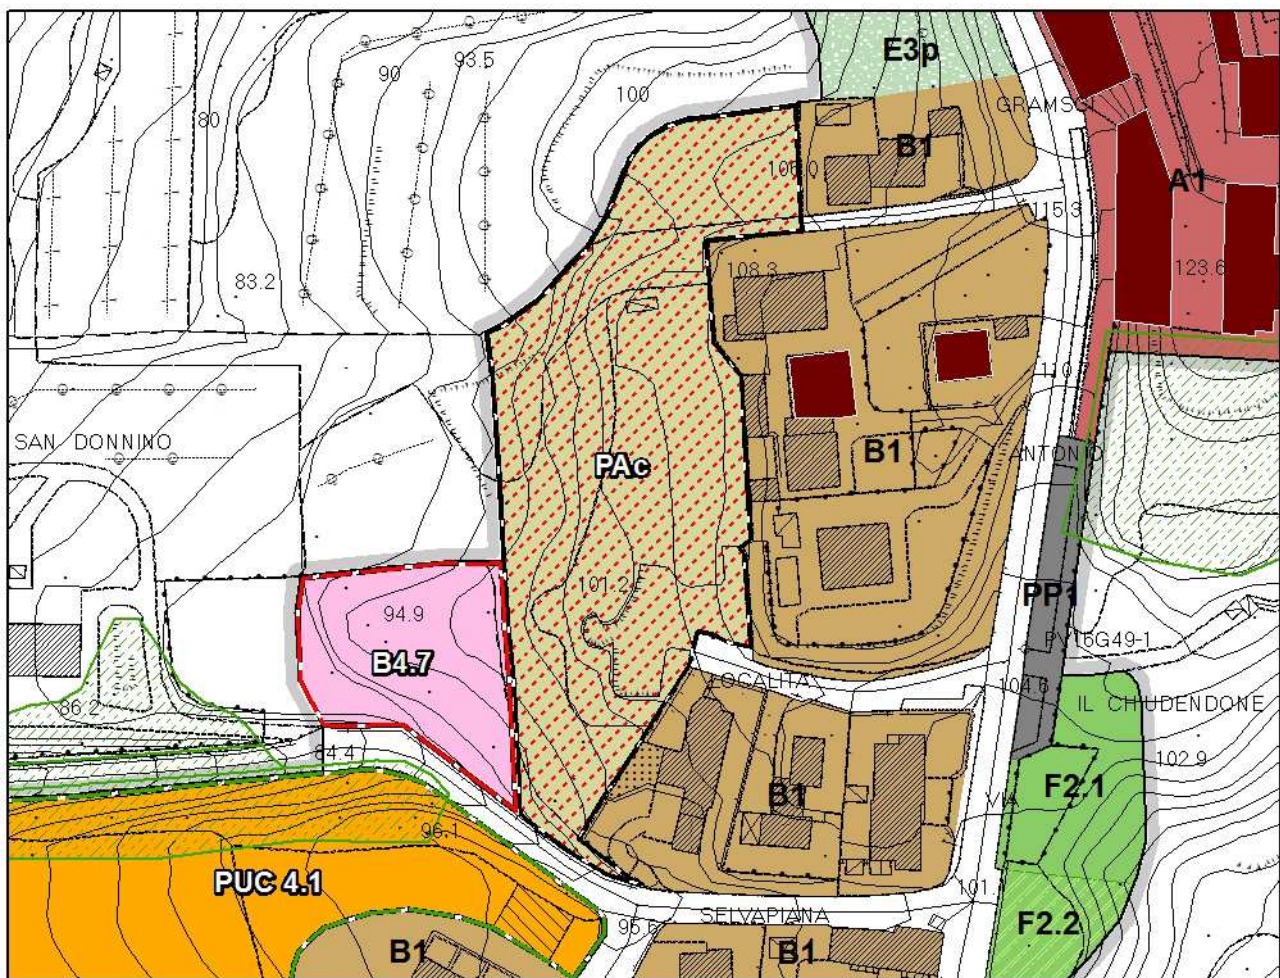 E3p
93.5
90
100
GRAMSCI
80
B1
106.0
A1
115.3
108.3
123.6
83.2
SAN DONNINO
B1
ANTONIO
PAc
101.2
PP1
94.9
B4.7
PV16G49-1
LOCALITA'
104.6
IL CHIUDENDONE
86.2
84.4
102.9
F2.1
B1
VIA
96.1
PUC 4.1
101.
SELVAPIANA
95.6
F2.2
B1
B1